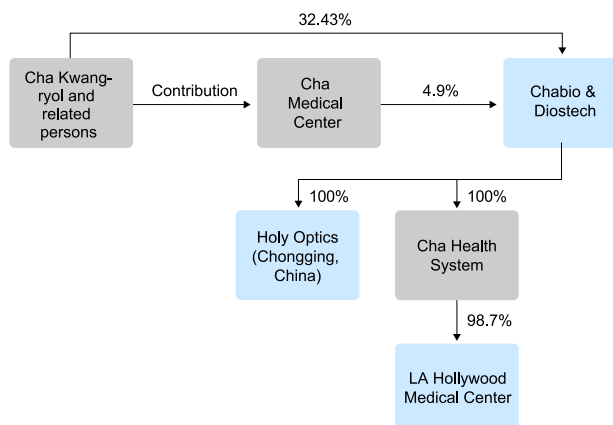 32.43%
Cha Kwang-
ryol and
related
persons
Contribution
Cha
Medical
Center
4.9%
Chabio &
Diostech
100%
100%
Holy Optics
(Chongging,
China)
Cha Health
System
98.7%
LA Hollywood
Medical Center